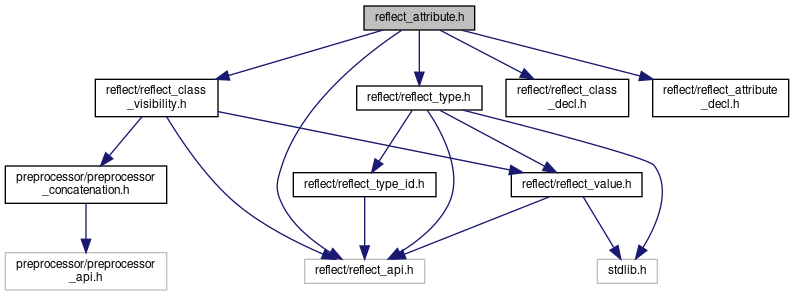 reflect_attribute.h
reflect/reflect_class
_visibility.h
reflect/reflect_type.h
reflect/reflect_class
_decl.h
reflect/reflect_attribute
_decl.h
preprocessor/preprocessor
_concatenation.h
reflect/reflect_type_id.h
reflect/reflect_value.h
preprocessor/preprocessor
_api.h
reflect/reflect_api.h
stdlib.h